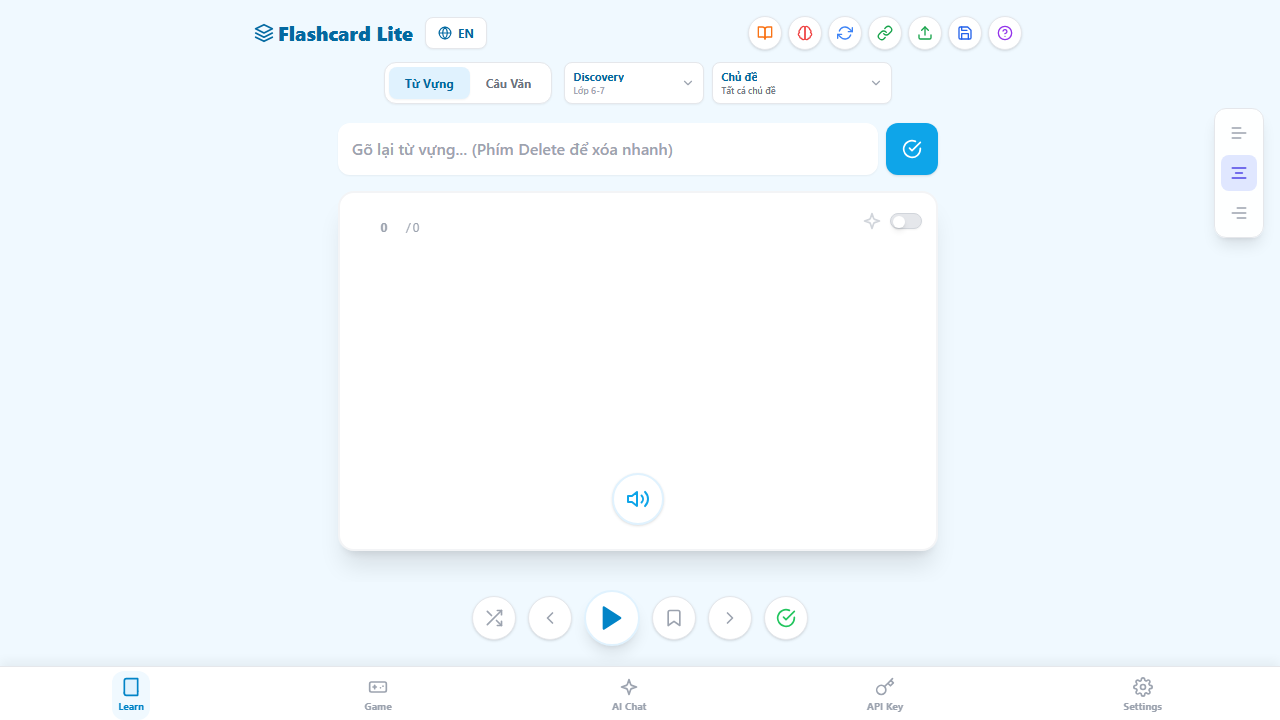 Flashcard Lite
EN
Từ Vựng
Câu Văn
Discovery
Lớp 6-7
Chủ đề
Tất cả chủ đề
Gõ lại từ vựng... (Phím Delete để xóa nhanh)
0 /0
Learn
Game
AI Chat
API Key
Settings